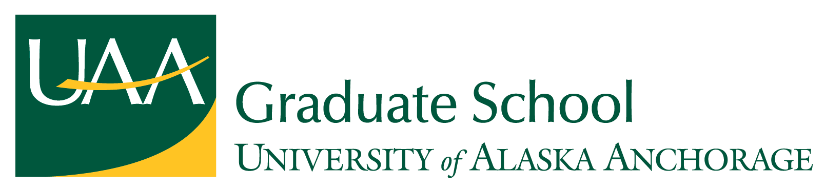 UAA
Graduate School
UNIVERSITY of ALASKA ANCHORAGE